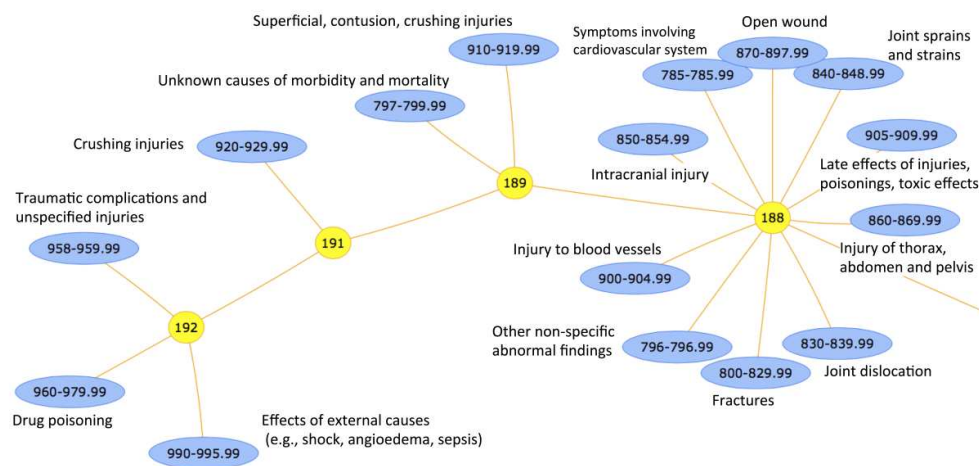 Superficial, contusion, crushing injuries
910-919.99
Unknown causes of morbidity and mortality
797-799.99
Crushing injuries
920-929.99
Traumatic complications and
unspecified injuries
958-959.99
189
191
192
960-979.99
Drug poisoning
Effects of external causes
(e.g., shock, angioedema, sepsis)
990-995.99
Open wound
870-897.99
Symptoms involving
cardiovascular system
785-785.99
Joint sprains
and strains
840-848.99
850-854.99
Intracranial injury
905-909.99
Late effects of injuries,
poisonings, toxic effects
188
860-869.99
Injury of thorax,
abdomen and pelvis
Injury to blood vessels
900-904.99
Other non-specific
abnormal findings
796-796.99
800-829.99
Fractures
830-839.99
Joint dislocation